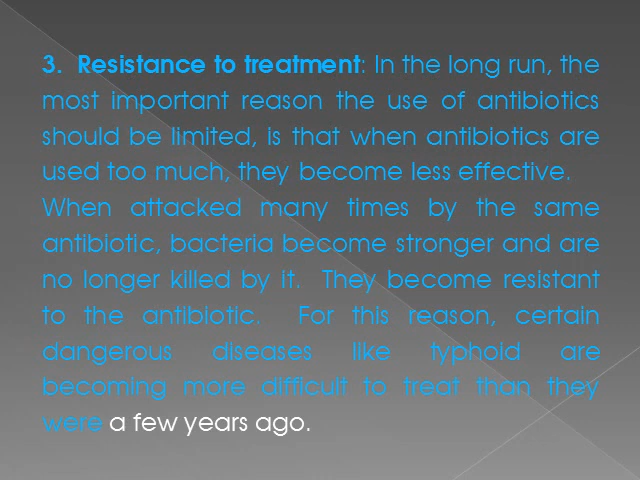 3. Resistance to treatment: In the long run, the
most important reason the use of antibiotics
should be limited, is that when antibiotics are
used too much, they become less effective.
When attacked many times by the same
antibiotic, bacteria become stronger and are
no longer killed by it. They become resistant
to the antibiotic. For this reason, certain
dangerous diseases like typhoid are
becoming more difficult to treat than they
were a few years ago.